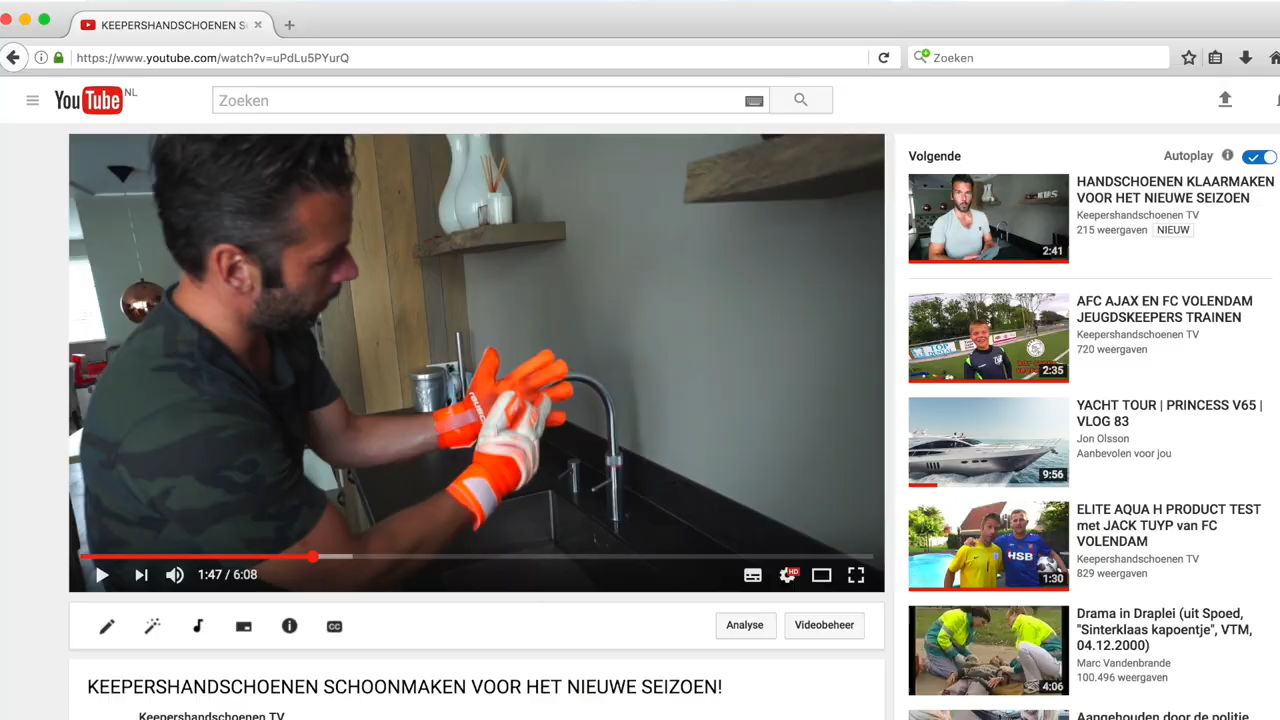 KEEPERSHANDSCHOENEN S
https://www.youtube.com/watch?v=uPdLu5PYurQ
Zoeken
YouTube NL
Zoeken
1:47 / 6:08
HD
Analyse
Videobeheer
CC
KEEPERSHANDSCHOENEN SCHOONMAKEN VOOR HET NIEUWE SEIZOEN!
Keepershandschoenen TV
Volgende
Autoplay
HANDSCHOENEN KLAARMAKEN
VOOR HET NIEUWE SEIZOEN
Keepershandschoenen TV
215 weergaven NIEUW
2:41
AFC AJAX EN FC VOLENDAM
JEUGDSKEEPERS TRAINEN
Keepershandschoenen TV
720 weergaven
2:35
YACHT TOUR | PRINCESS V65 |
VLOG 83
Jon Olsson
Aanbevolen voor jou
9:56
ELITE AQUA H PRODUCT TEST
met JACK TUYP van FC
VOLENDAM
Keepershandschoenen TV
829 weergaven
HSB
1:30
Drama in Draplei (uit Spoed,
"Sinterklaas kapoentje", VTM,
04.12.2000)
Marc Vandenbrande
100.496 weergaven
4:06
Aangehouden door de politie